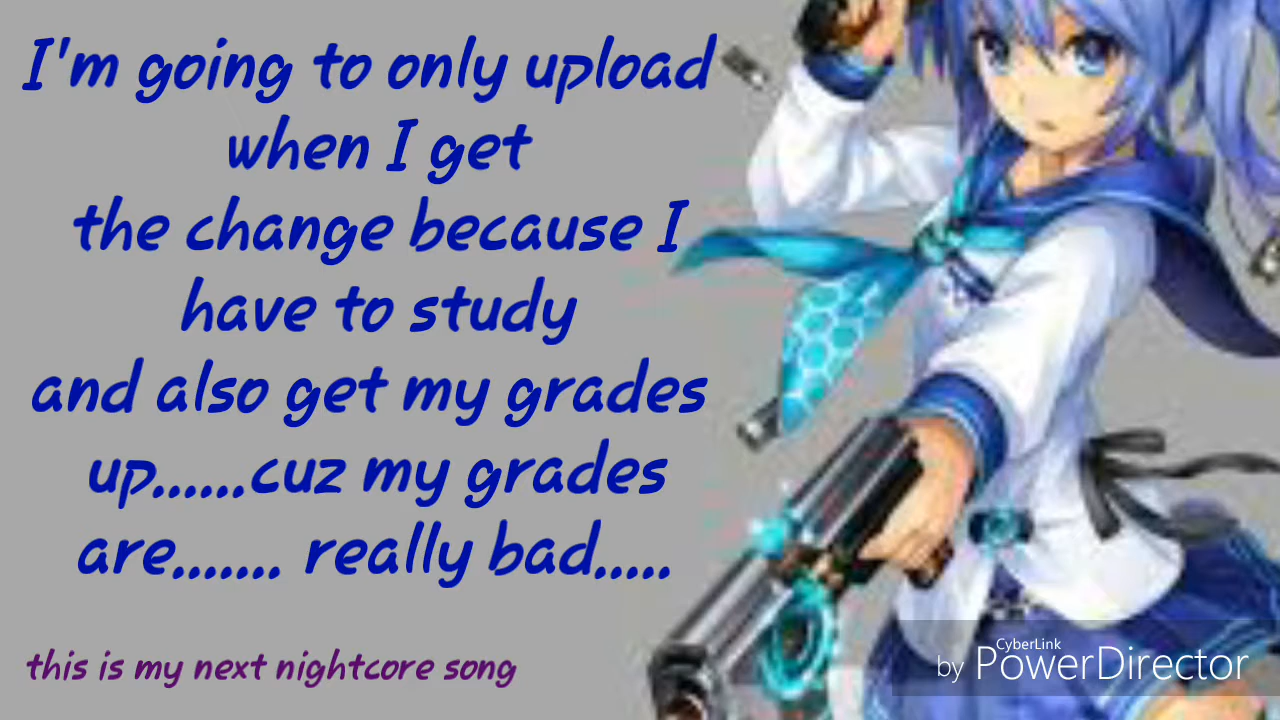 I'm going to only upload
when I get
the change because I
have to study
and also get my grades
up......cuz my grades
are....... really bad.....
this is my next nightcore song
CyberLink
by PowerDirector